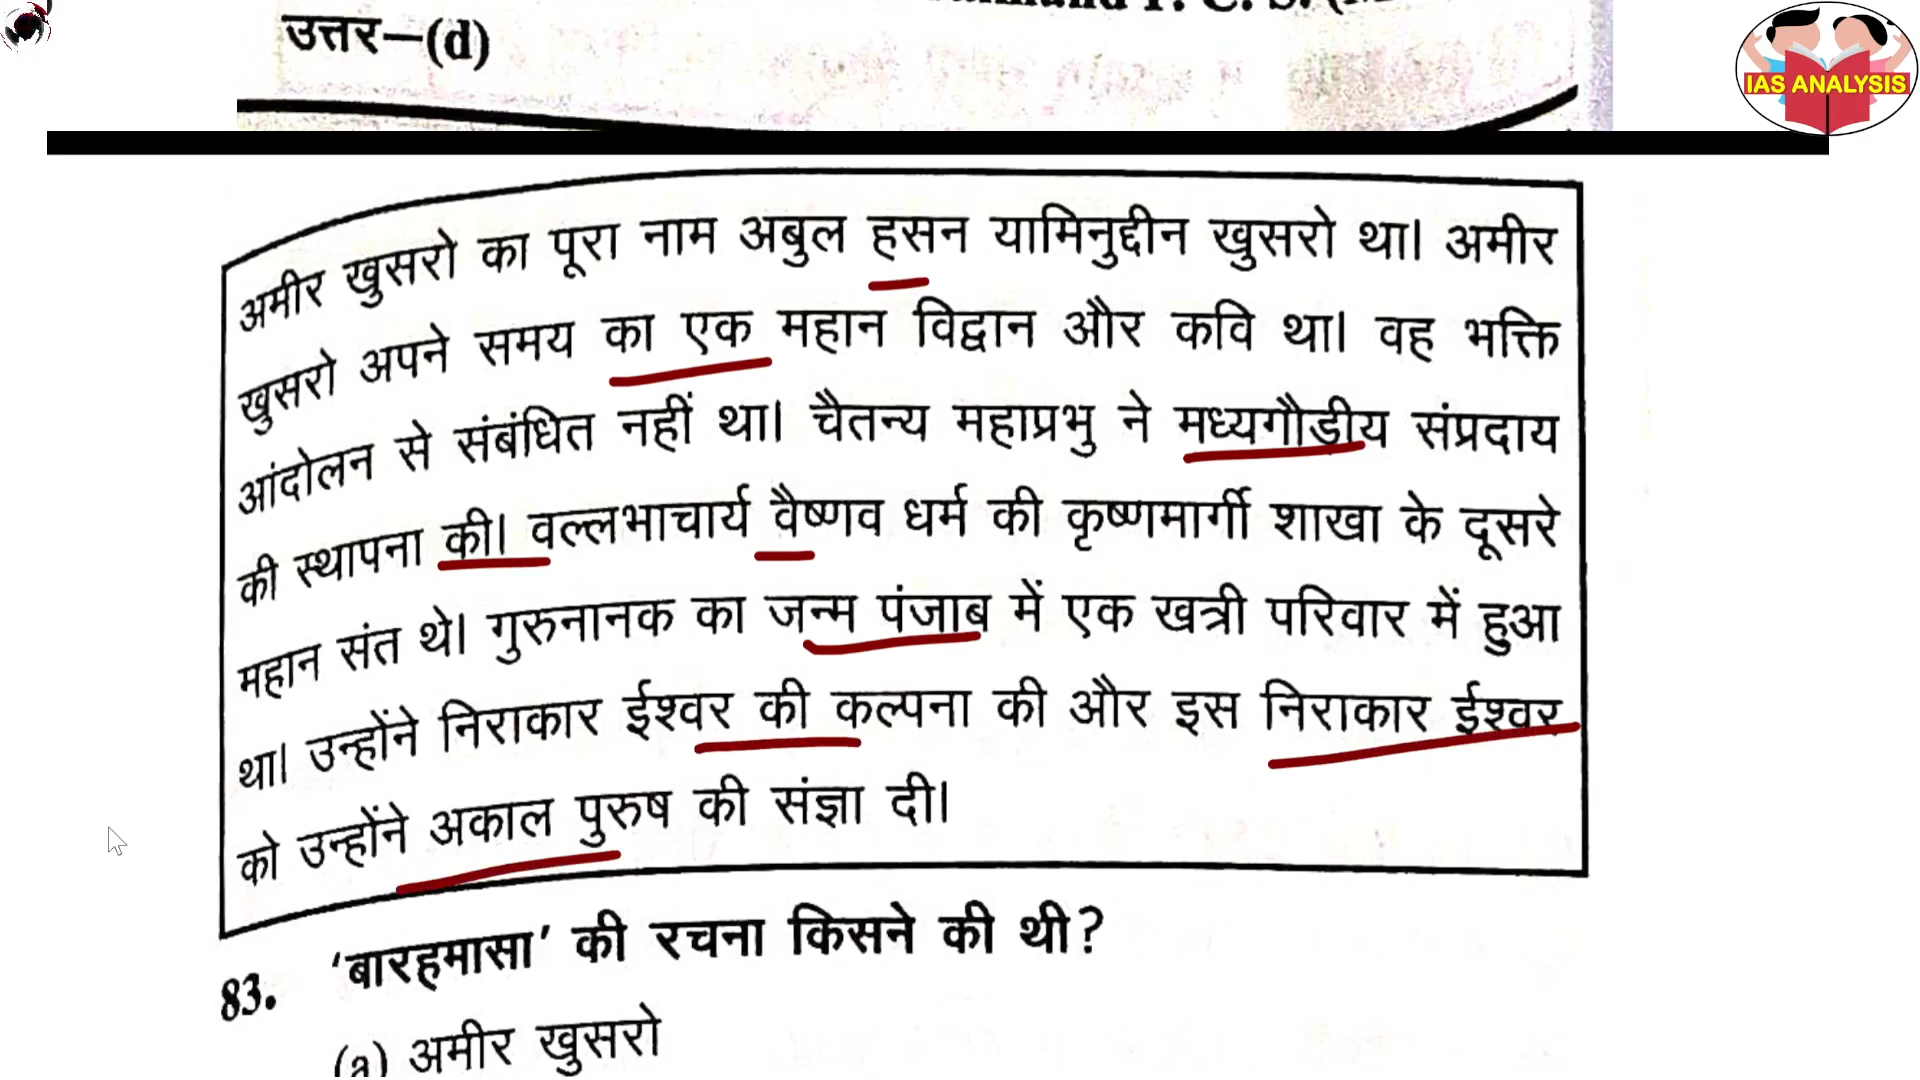 उत्तर—(d)
IAS ANALYSIS
अमीर खुसरो का पूरा नाम अबुल हसन यामिनुद्दीन खुसरो था। अमीर
खुसरो अपने समय का एक महान विद्वान और कवि था। वह भक्ति
आंदोलन से संबंधित नहीं था। चैतन्य महाप्रभु ने मध्यगौडीय संप्रदाय
की स्थापना की। वल्लभाचार्य वैष्णव धर्म की कृष्णमार्गी शाखा के दूसरे
महान संत थे। गुरुनानक का जन्म पंजाब में एक खत्री परिवार में हुआ
था। उन्होंने निराकार ईश्वर की कल्पना की और इस निराकार ईश्वर
को उन्होंने अकाल पुरुष की संज्ञा दी।
83. 'बारहमासा' की रचना किसने की थी?
(a) अमीर खुसरो